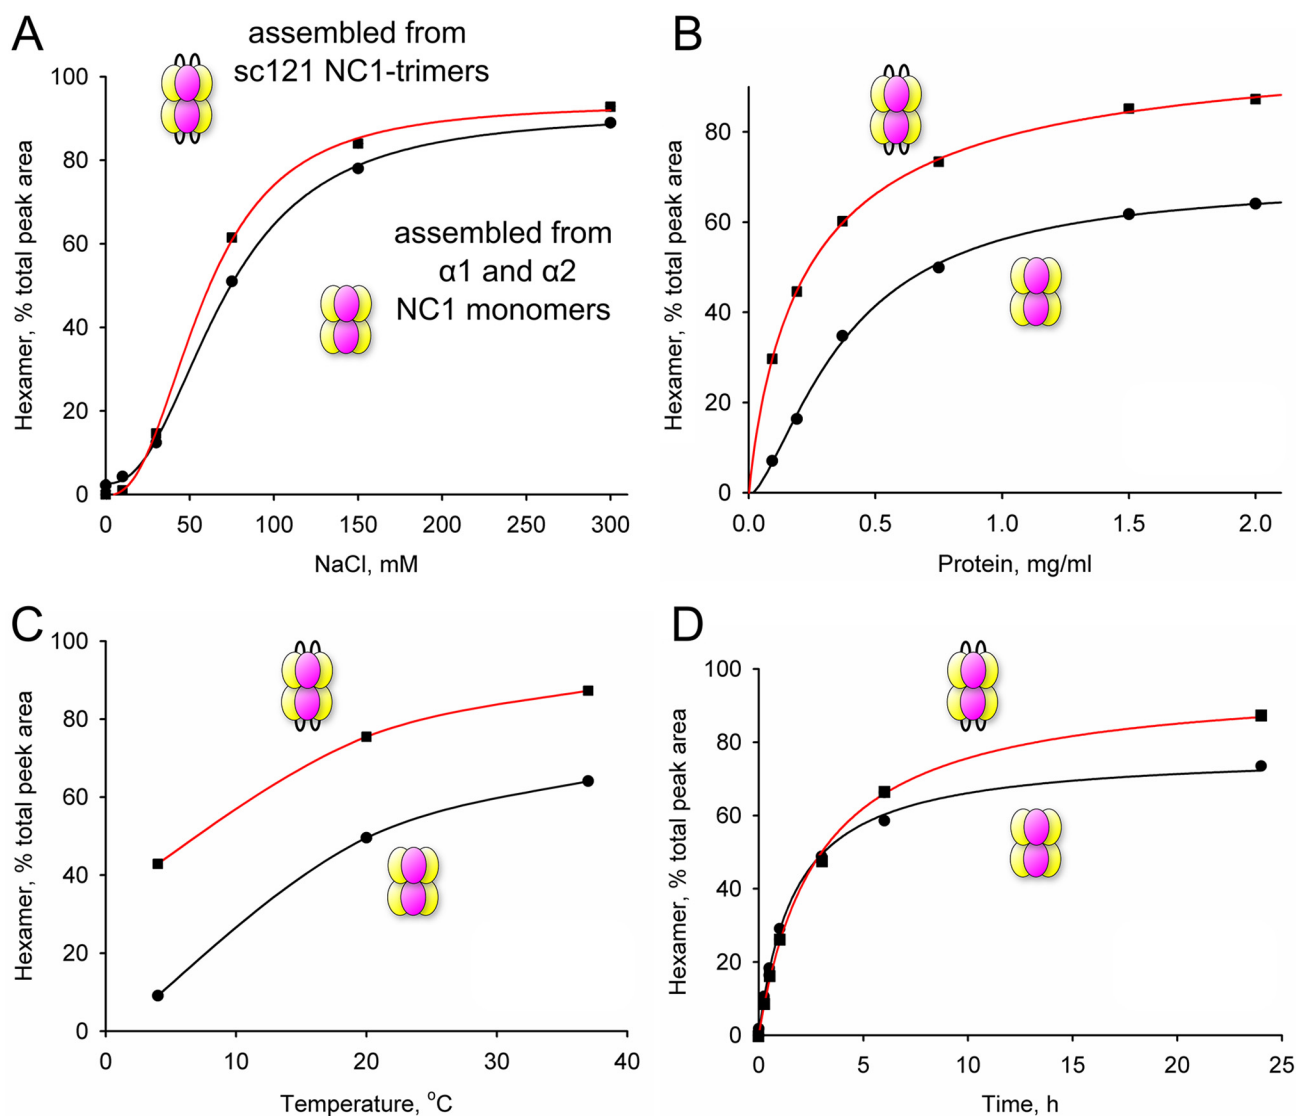 A
assembled from
sc121 NC1-trimers
100
80
60
40
20
0
Hexamer, % total peak area
assembled from
α1 and α2
NC1 monomers
0
50
100
150
200
250
300
NaCl, mM
B
80
60
40
20
0
Hexamer, % total peak area
0.0
0.5
1.0
1.5
2.0
Protein, mg/ml
C
100
80
60
40
20
0
Hexamer, % total peek area
0
10
20
30
40
Temperature, °C
D
100
80
60
40
20
0
Hexamer, % total peak area
0
5
10
15
20
25
Time, h